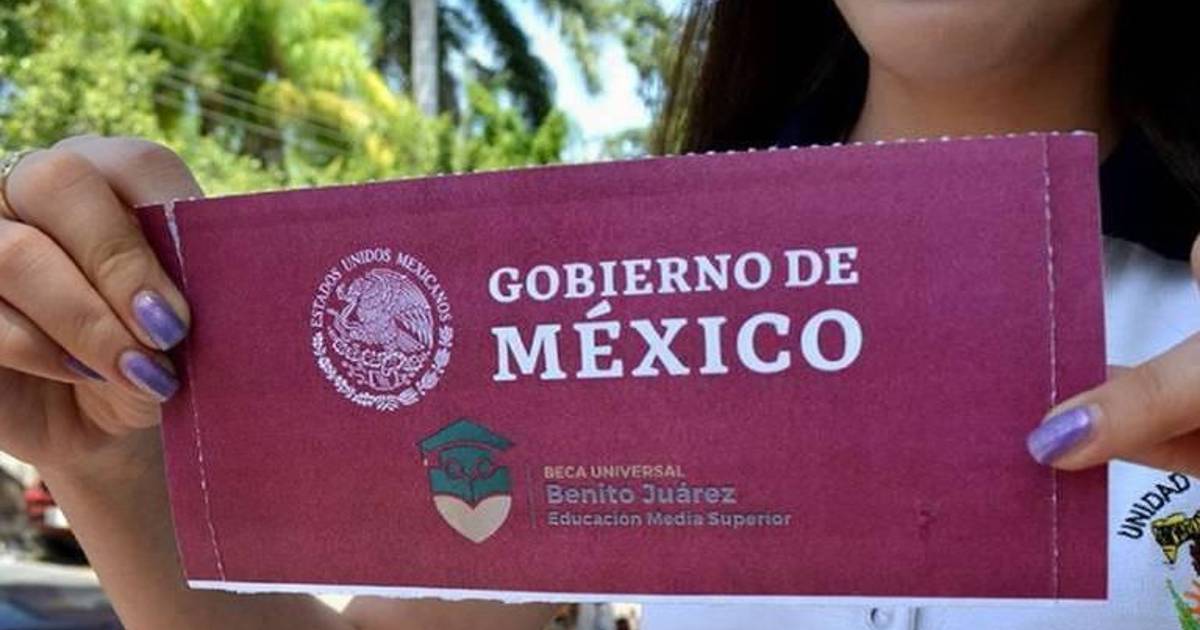 ESTADOS UNIDOS MEXICANOS
GOBIERNO DE
MÉXICO
BECA UNIVERSAL
Benito Juárez
Educación Media Superior
UNIDAD